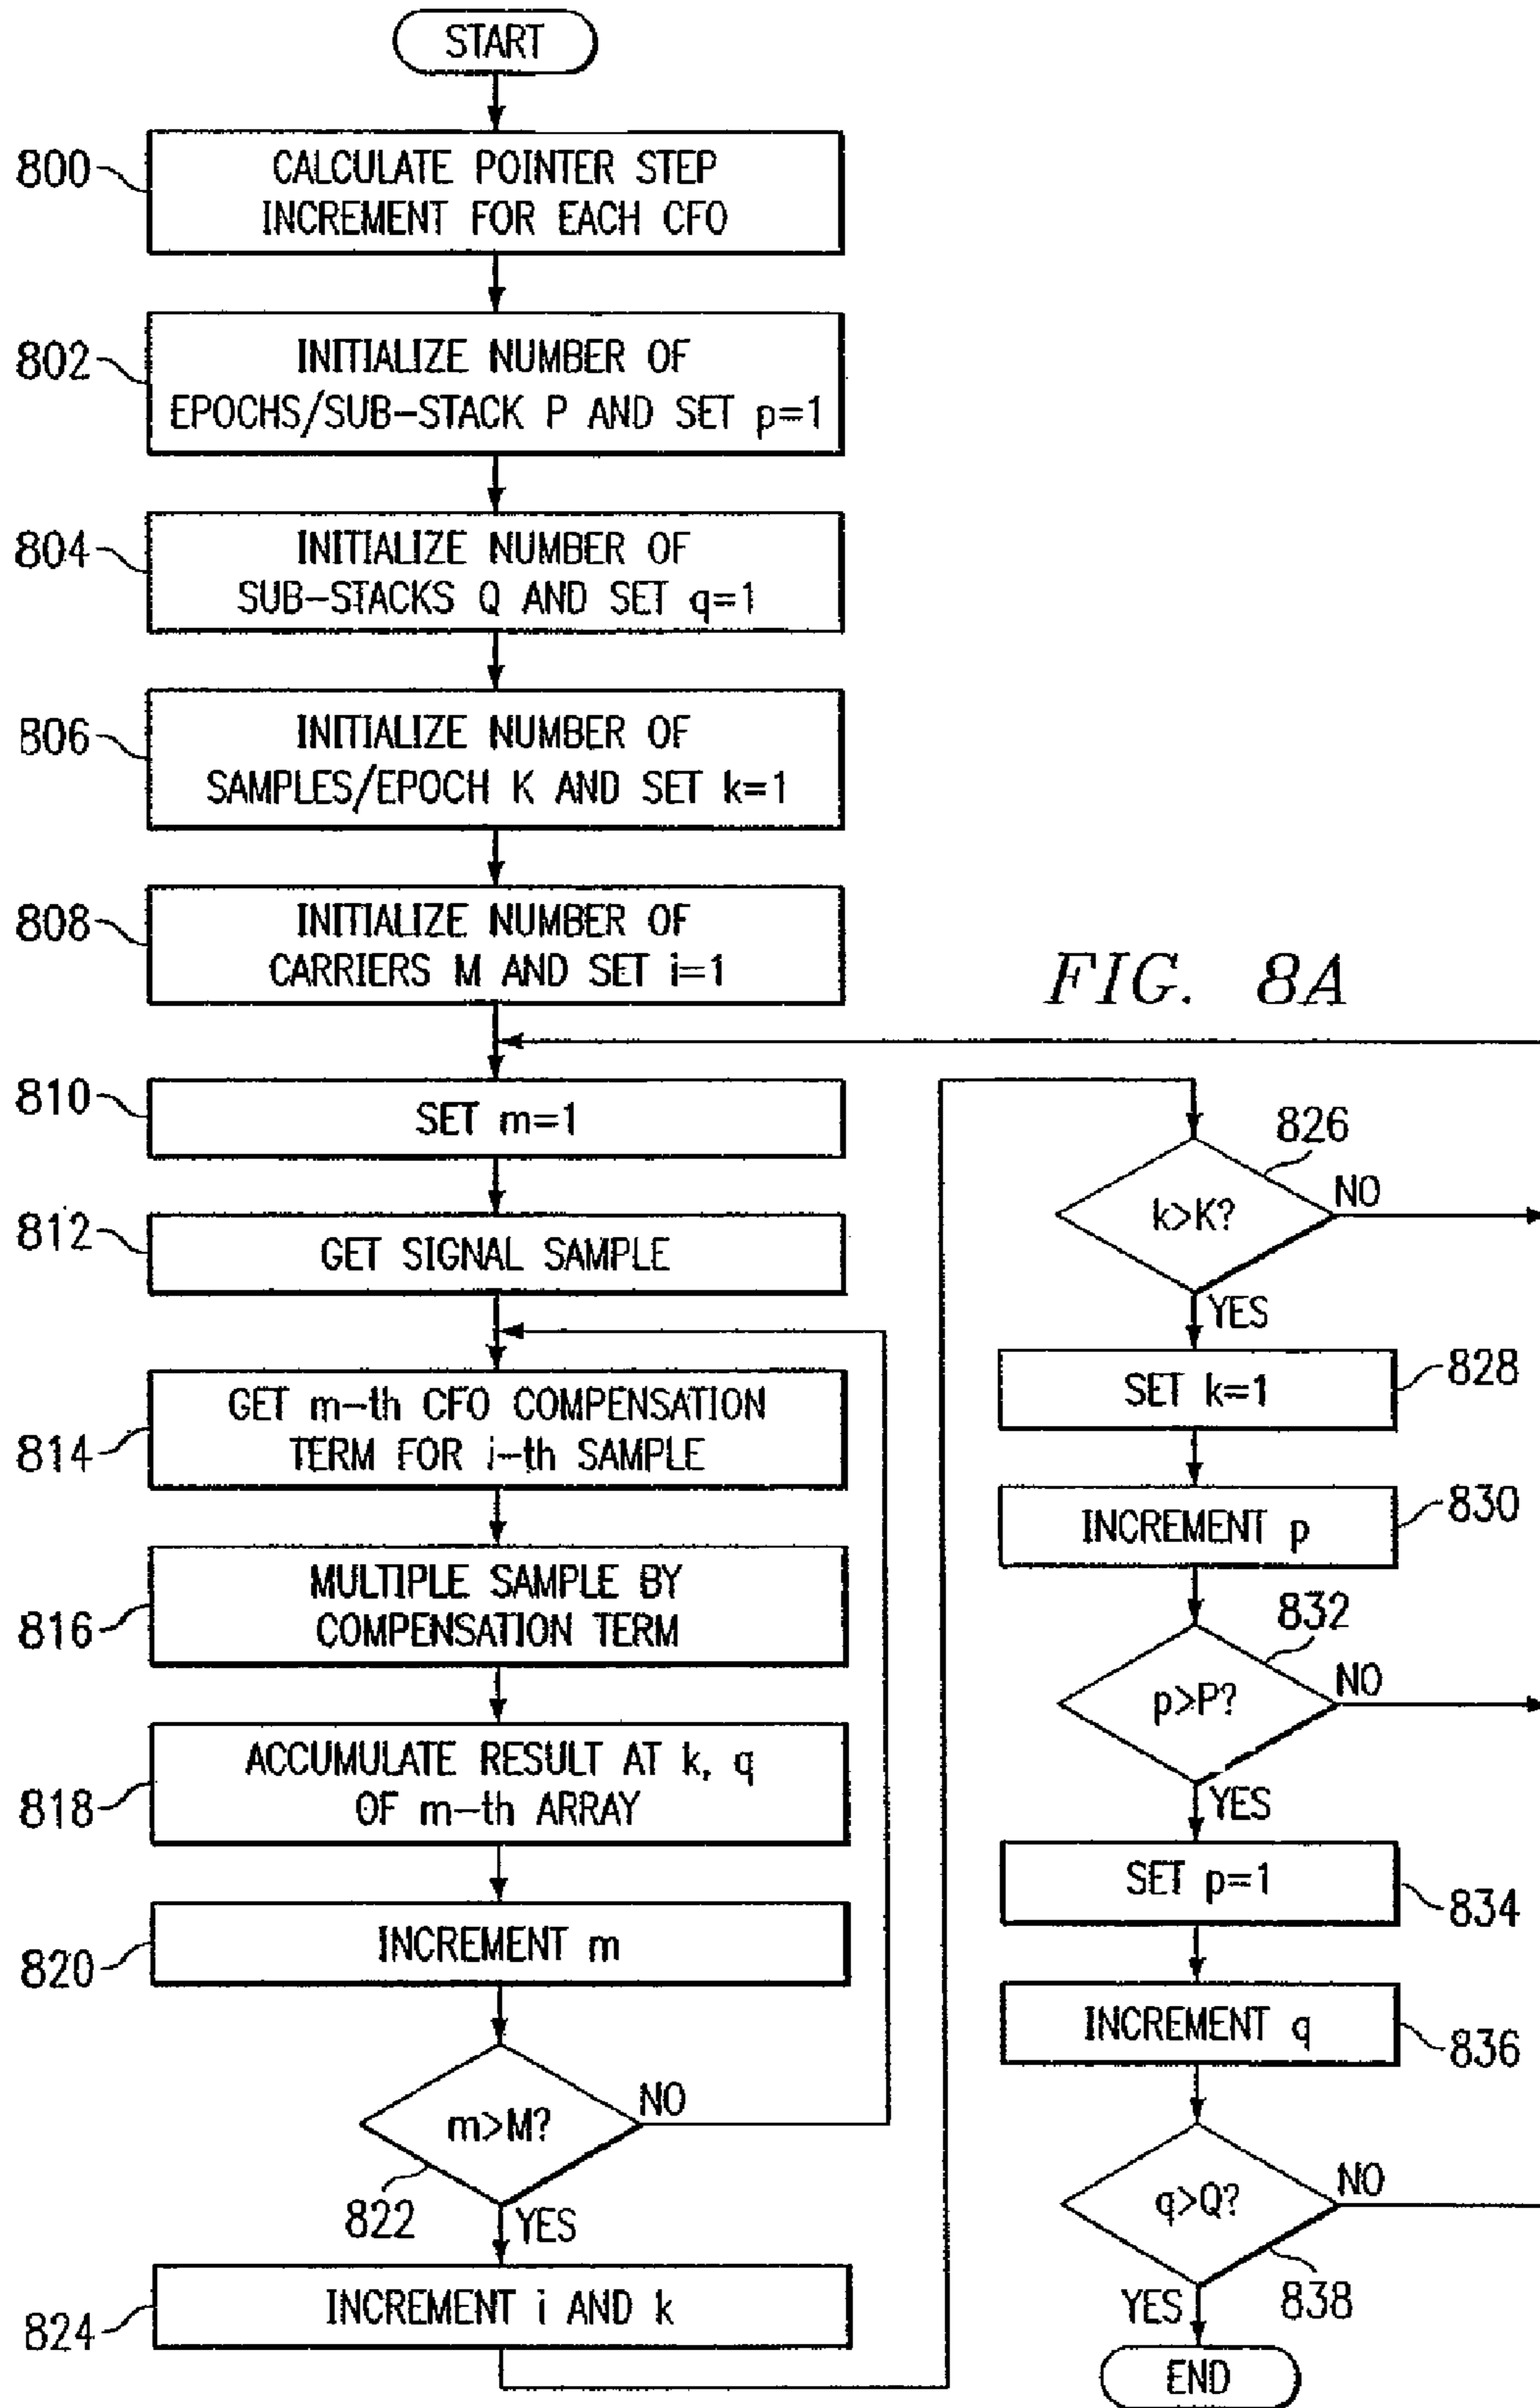 START
800
CALCULATE POINTER STEP
INCREMENT FOR EACH CFO
802
INITIALIZE NUMBER OF
EPOCHS/SUB-STACK P AND SET p=1
804
INITIALIZE NUMBER OF
SUB-STACKS Q AND SET q=1
806
INITIALIZE NUMBER OF
SAMPLES/EPOCH K AND SET k=1
808
INITIALIZE NUMBER OF
CARRIERS M AND SET i=1
FIG. 8A
810
SET m=1
812
GET SIGNAL SAMPLE
814
GET m-th CFO COMPENSATION
TERM FOR i-th SAMPLE
816
MULTIPLE SAMPLE BY
COMPENSATION TERM
818
ACCUMULATE RESULT AT k, q
OF m-th ARRAY
820
INCREMENT m
m>M?
NO
822
YES
824
INCREMENT i AND k
826
k>K?
NO
YES
SET k=1
828
INCREMENT p
830
832
p>P?
NO
YES
SET p=1
834
INCREMENT q
836
q>Q?
NO
838
YES
END